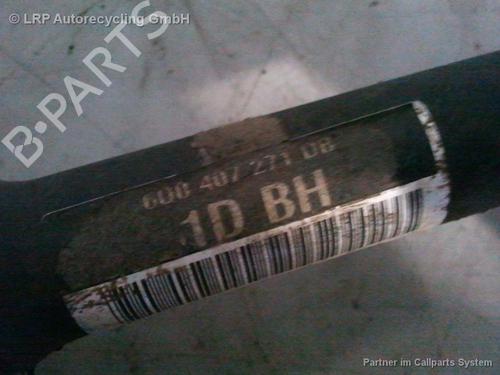 © LRP Autorecycling GmbH
B-PARTS
6Q0 407 271 DB
1D BH
Partner im Callparts System